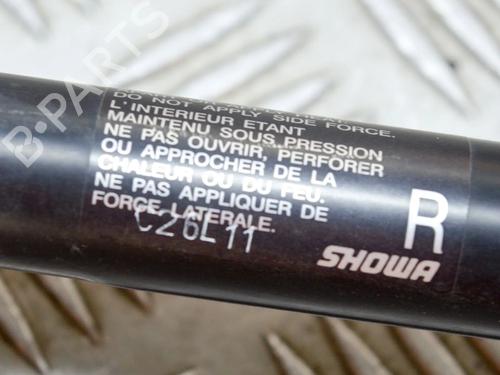 DO NOT APPLY SIDE FORCE.
L'INTERIEUR ETANT
MAINTENU SOUS PRESSION
NE PAS OUVRIR, PERFORER
OU APPROCHER DE LA
CHALEUR OU DU FEU.
NE PAS APPLIQUER DE
FORCE LATERALE.
C26L11
R
SHOWA
B-PARTS
B-PARTS